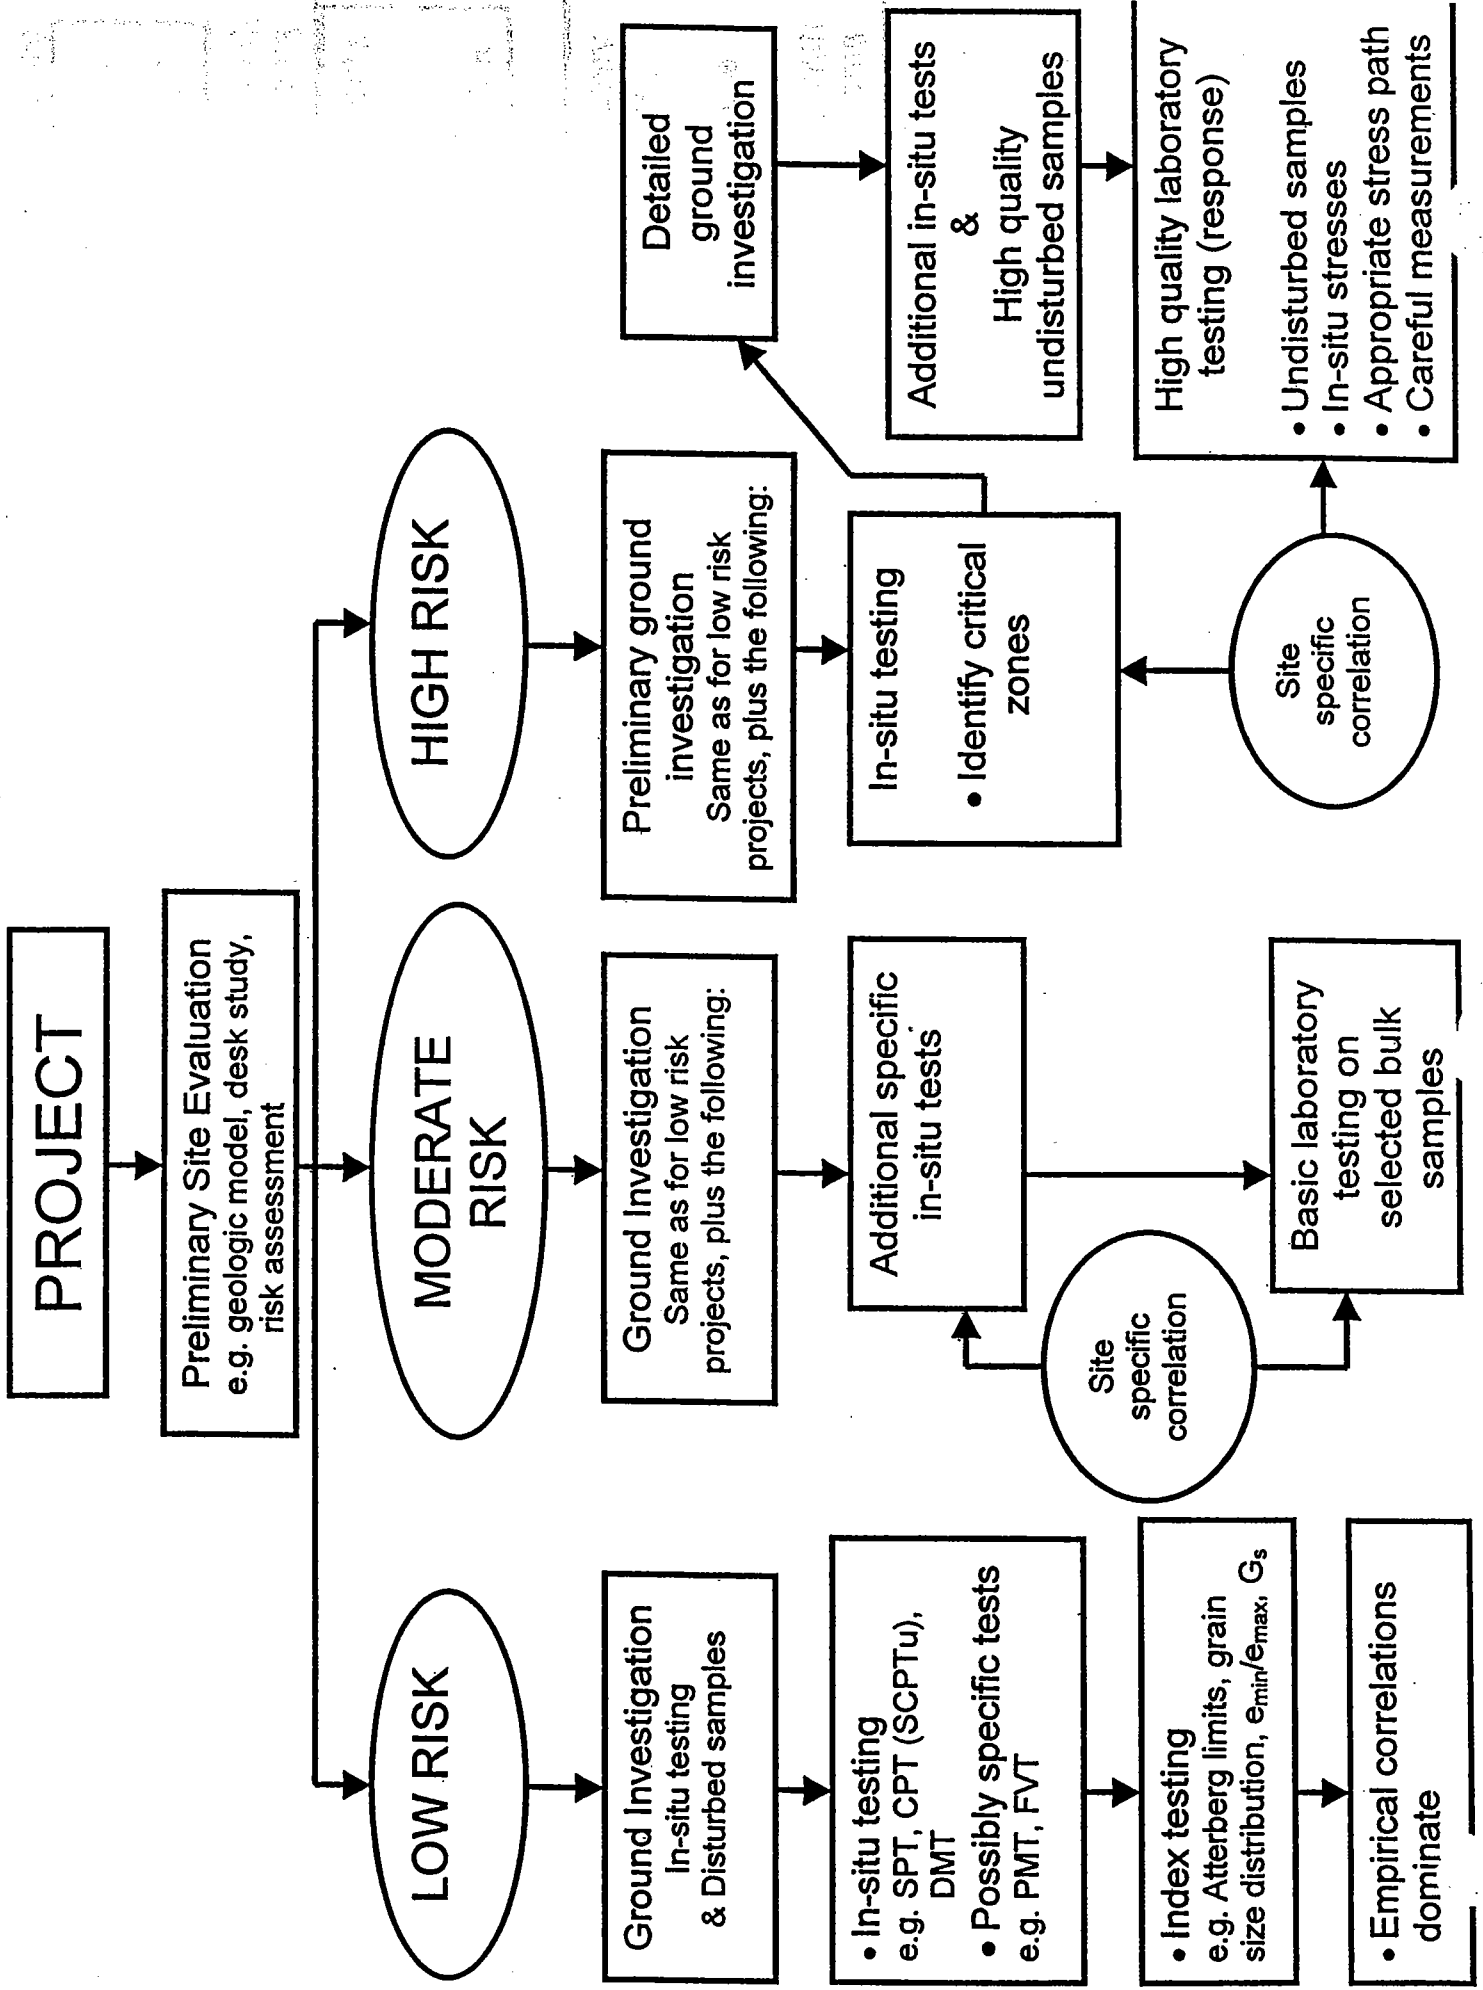 PROJECT
Preliminary Site Evaluation
e.g. geologic model, desk study,
risk assessment
LOW RISK
MODERATE
RISK
HIGH RISK
Ground Investigation
In-situ testing
& Disturbed samples
• In-situ testing
e.g. SPT, CPT (SCPTu),
DMT
• Possibly specific tests
e.g. PMT, FVT
• Index testing
e.g. Atterberg limits, grain
size distribution, emin/emax, Gs
• Empirical correlations
dominate
Ground Investigation
Same as for low risk
projects, plus the following:
Additional specific
in-situ tests
Site
specific
correlation
Basic laboratory
testing on
selected bulk
samples
Preliminary ground
investigation
Same as for low risk
projects, plus the following:
In-situ testing
• Identify critical
zones
Site
specific
correlation
Detailed
ground
investigation
Additional in-situ tests
&
High quality
undisturbed samples
High quality laboratory
testing (response)
• Undisturbed samples
• In-situ stresses
• Appropriate stress path
• Careful measurements